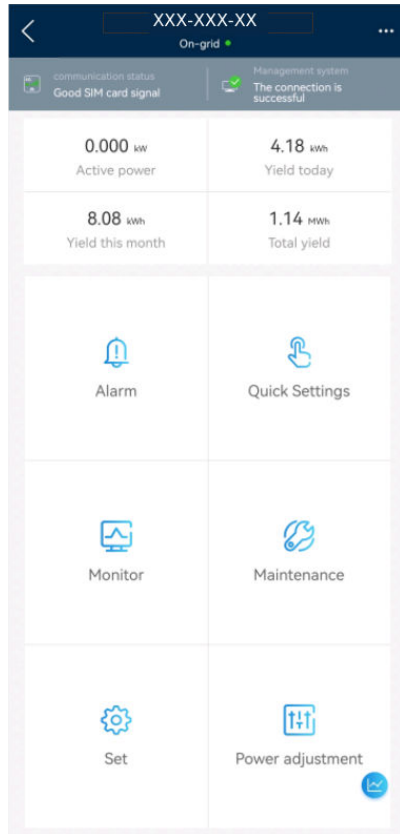 XXX-XXX-XX
On-grid
communication status
Good SIM card signal
Management system
The connection is
successful
0.000 kW
Active power
4.18 kWh
Yield today
8.08 kWh
Yield this month
1.14 MWh
Total yield
Alarm
Quick Settings
Monitor
Maintenance
Set
Power adjustment